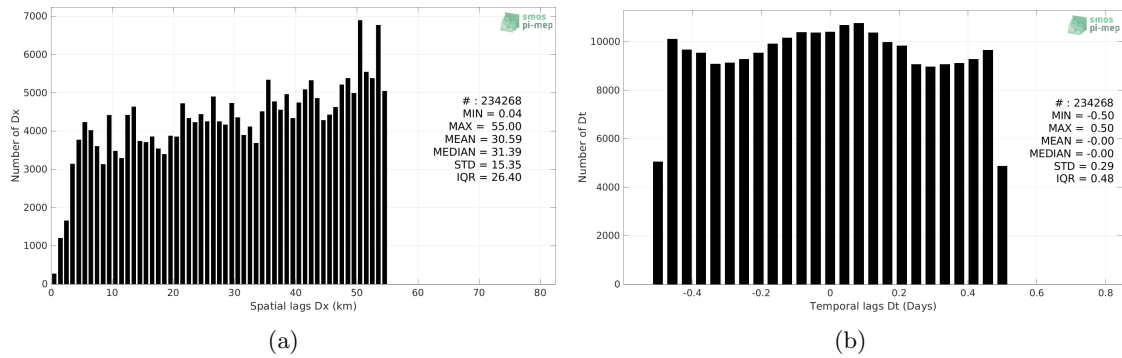 7000
6000
5000
4000
3000
2000
1000
0
Number of Dx
0 10 20 30 40 50 60 70 80
Spatial lags Dx (km)
smos
pi-mep
# : 234268
MIN = 0.04
MAX = 55.00
MEAN = 30.59
MEDIAN = 31.39
STD = 15.35
IQR = 26.40
(a)
10000
8000
6000
4000
2000
0
Number of Dt
-0.4 -0.2 0 0.2 0.4 0.6 0.8
Temporal lags Dt (Days)
smos
pi-mep
# : 234268
MIN = -0.50
MAX = 0.50
MEAN = -0.00
MEDIAN = -0.00
STD = 0.29
IQR = 0.48
(b)